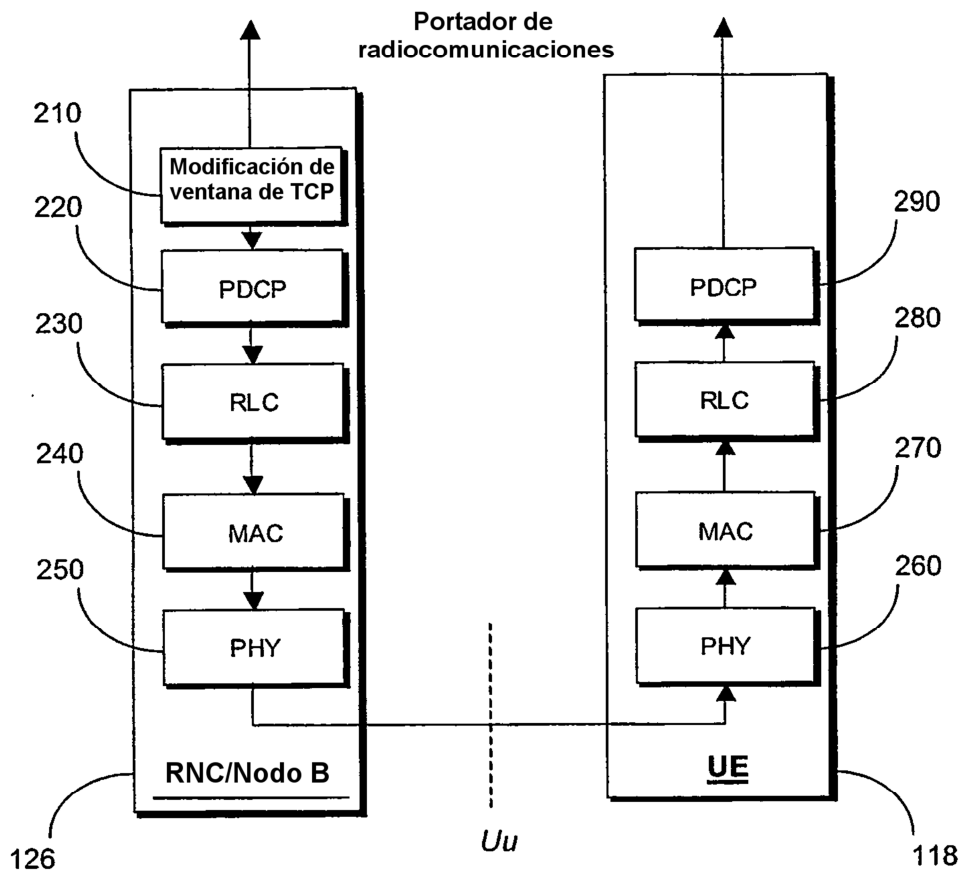 Portador de
radiocomunicaciones
210
Modificación de
ventana de TCP
220
PDCP
230
RLC
240
MAC
250
PHY
RNC/Nodo B
126
Uu
290
PDCP
280
RLC
270
MAC
260
PHY
UE
118